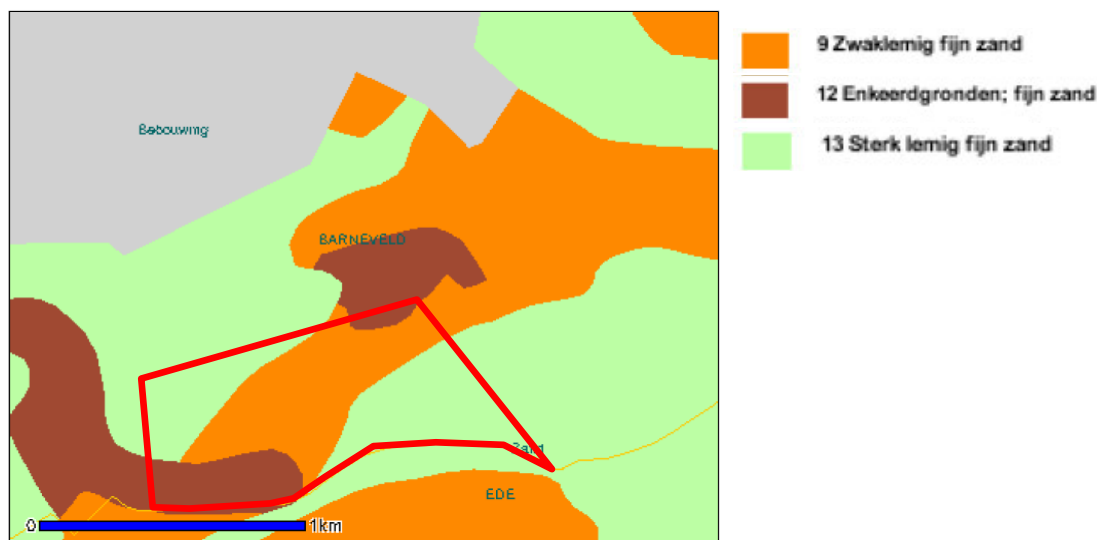 9 Zwaklemig fijn zand
12 Enkeerdgronden; fijn zand
13 Sterk lemig fijn zand
Bebouwing
BARNEVELD
EDE
0
1km